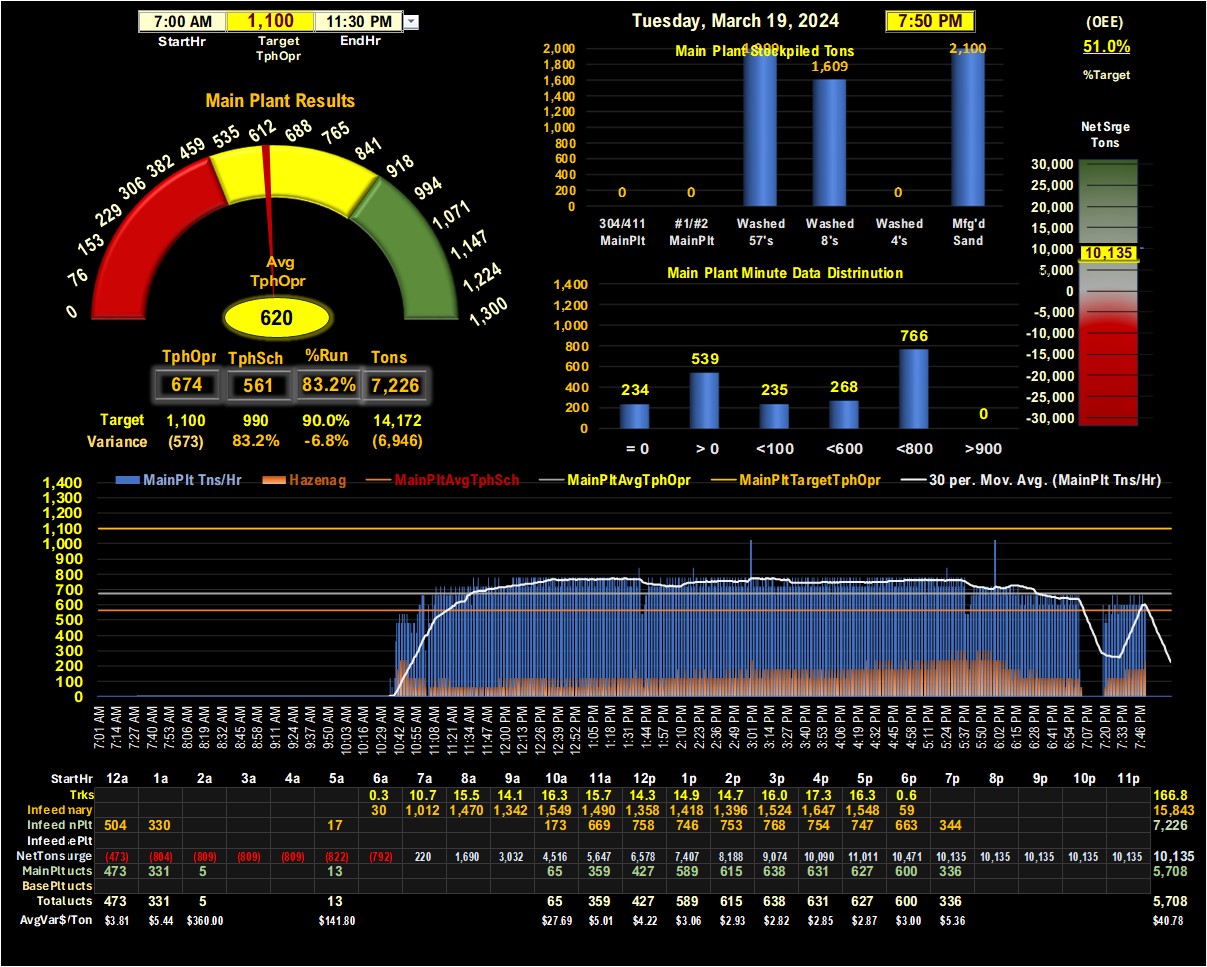 7:00 AM 1,100 11:30 PM
StartHr Target TphOpr EndHr
Tuesday, March 19, 2024 7:50 PM
(OEE)
51.0%
%Target
Main Plant Results
0 76 153 229 306 382 459 535 612 688 765 841 918 994 1,071 1,147 1,224 1,300
Avg
TphOpr
620
TphOpr TphSch %Run Tons
674 561 83.2% 7,226
Target 1,100 990 90.0% 14,172
Variance (573) 83.2% -6.8% (6,946)
Main Plant Stockpiled Tons
2,000
1,800
1,600
1,400
1,200
1,000
800
600
400
200
0
0 0 1,609 0 2,100
304/411 #1/#2 Washed Washed Washed Mfg'd
MainPlt MainPlt 57's 8's 4's Sand
Main Plant Minute Data Distrinution
1,400
1,200
1,000
800
600
400
200
0
234 539 235 268 766 0
= 0 > 0 <100 <600 <800 >900
Net Srge
Tons
30,000
25,000
20,000
15,000
10,000
10,135
5,000
0
-5,000
-10,000
-15,000
-20,000
-25,000
-30,000
MainPlt Tns/Hr Hazenag MainPltAvgTphSch MainPltAvgTphOpr MainPltTargetTphOpr 30 per. Mov. Avg. (MainPlt Tns/Hr)
1,400
1,300
1,200
1,100
1,000
900
800
700
600
500
400
300
200
100
0
7:01 AM 7:14 AM 7:27 AM 7:40 AM 7:53 AM 8:06 AM 8:19 AM 8:32 AM 8:45 AM 8:58 AM 9:11 AM 9:24 AM 9:37 AM 9:50 AM 10:03 AM 10:16 AM 10:29 AM 10:42 AM 10:55 AM 11:08 AM 11:21 AM 11:34 AM 11:47 AM 12:00 PM 12:13 PM 12:26 PM 12:39 PM 12:52 PM 1:05 PM 1:18 PM 1:31 PM 1:44 PM 1:57 PM 2:10 PM 2:23 PM 2:36 PM 2:49 PM 3:01 PM 3:14 PM 3:27 PM 3:40 PM 3:53 PM 4:06 PM 4:19 PM 4:32 PM 4:45 PM 4:58 PM 5:11 PM 5:24 PM 5:37 PM 5:49 PM 6:02 PM 6:15 PM 6:28 PM 6:41 PM 6:54 PM 7:07 PM 7:20 PM 7:33 PM 7:46 PM
StartHr 12a 1a 2a 3a 4a 5a 6a 7a 8a 9a 10a 11a 12p 1p 2p 3p 4p 5p 6p 7p 8p 9p 10p 11p
Trks 0.3 10.7 15.5 14.1 16.3 15.7 14.3 14.9 14.7 16.0 17.3 16.3 0.6 166.8
Infeed mary 30 1,012 1,470 1,342 1,549 1,490 1,358 1,418 1,396 1,524 1,647 1,548 59 15,843
Infeed nPlt 504 330 17 173 669 758 746 753 768 754 747 663 344 7,226
Infeed ePlt
NetTonsurge (473) (804) (809) (809) (809) (822) (792) 220 1,690 3,032 4,516 5,647 6,578 7,407 8,188 9,074 10,090 11,011 10,471 10,135 10,135 10,135 10,135 10,135 10,135
MainPlt ucts 473 331 5 13 65 359 427 589 615 638 631 627 600 336 5,708
BasePlt ucts
Total ucts 473 331 5 13 65 359 427 589 615 638 631 627 600 336 5,708
AvgVar$/Ton $3.81 $5.44 $360.00 $141.80 $27.69 $5.01 $4.22 $3.06 $2.93 $2.82 $2.85 $2.87 $3.00 $5.36 $40.78